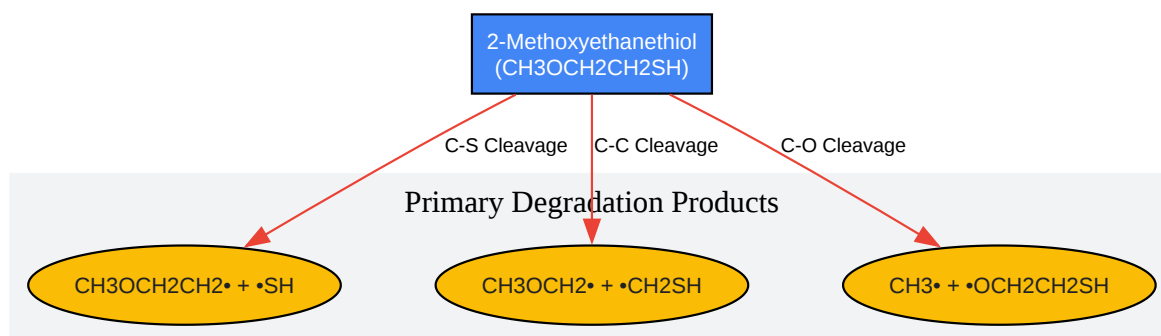 2-Methoxyethanethiol
(CH3OCH2CH2SH)
C-S Cleavage
C-C Cleavage
C-O Cleavage
Primary Degradation Products
CH3OCH2CH2• + •SH
CH3OCH2• + •CH2SH
CH3• + •OCH2CH2SH